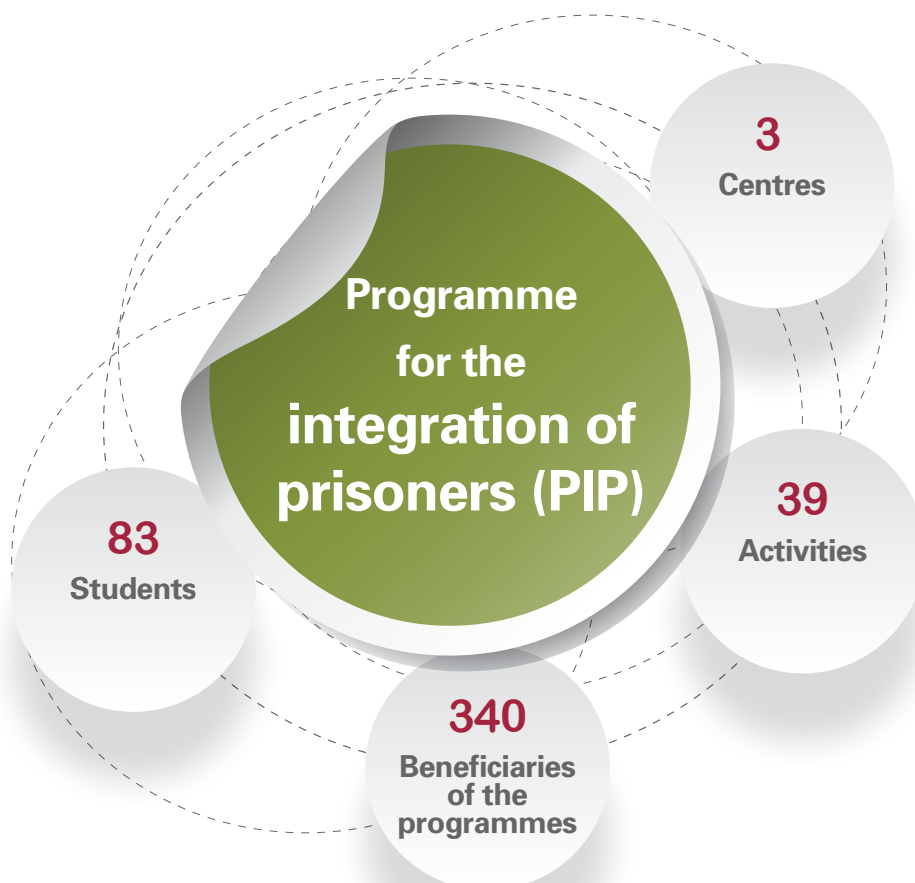 3
Centres
Programme
for the
integration of
prisoners (PIP)
39
Activities
83
Students
340
Beneficiaries
of the
programmes